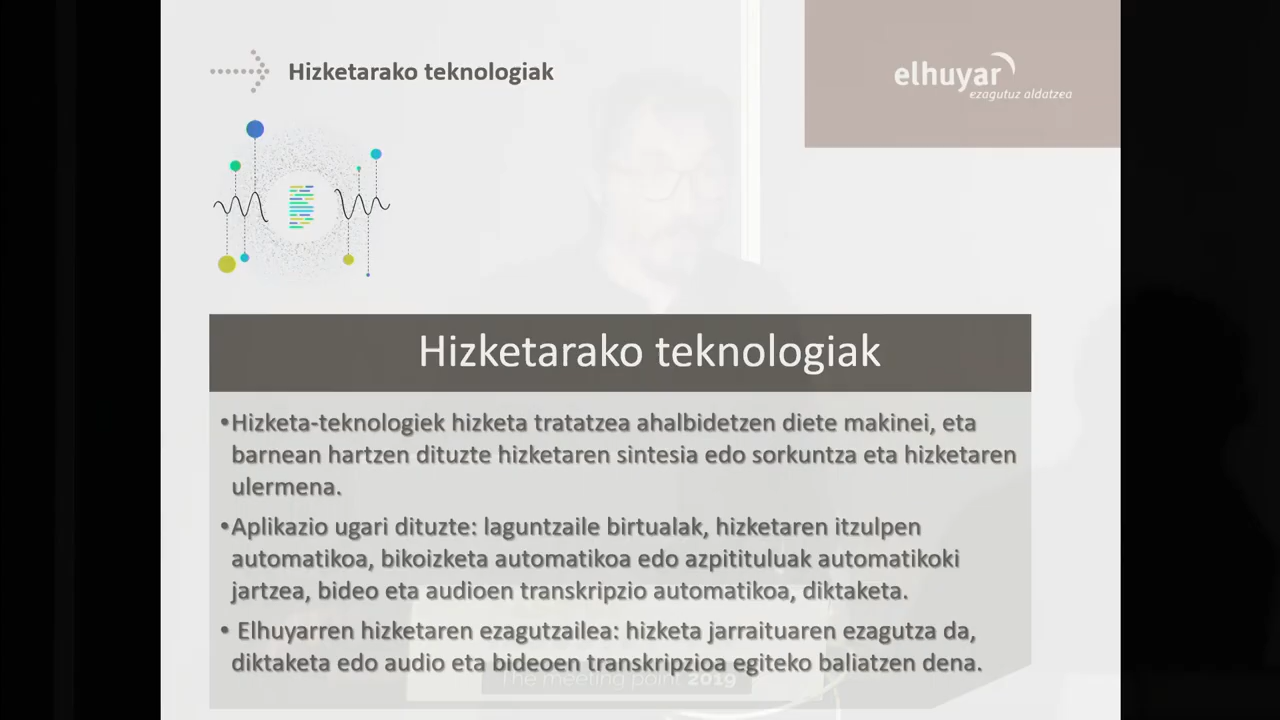 Hizketarako teknologiak
elhuyar
ezagutuz aldatzea
Hizketarako teknologiak
•Hizketa-teknologiek hizketa tratatzea ahalbidetzen diete makinei, eta
barnean hartzen dituzte hizketaren sintesia edo sorkuntza eta hizketaren
ulermena.
•Aplikazio ugari dituzte: laguntzaile birtualak, hizketaren itzulpen
automatikoa, bikoizketa automatikoa edo azpitituluak automatikoki
jartzea, bideo eta audioen transkripzio automatikoa, diktaketa.
• Elhuyarren hizketaren ezagutzailea: hizketa jarraituaren ezagutza da,
diktaketa edo audio eta bideoen transkripzioa egiteko baliatzen dena.
The meeting point 2019